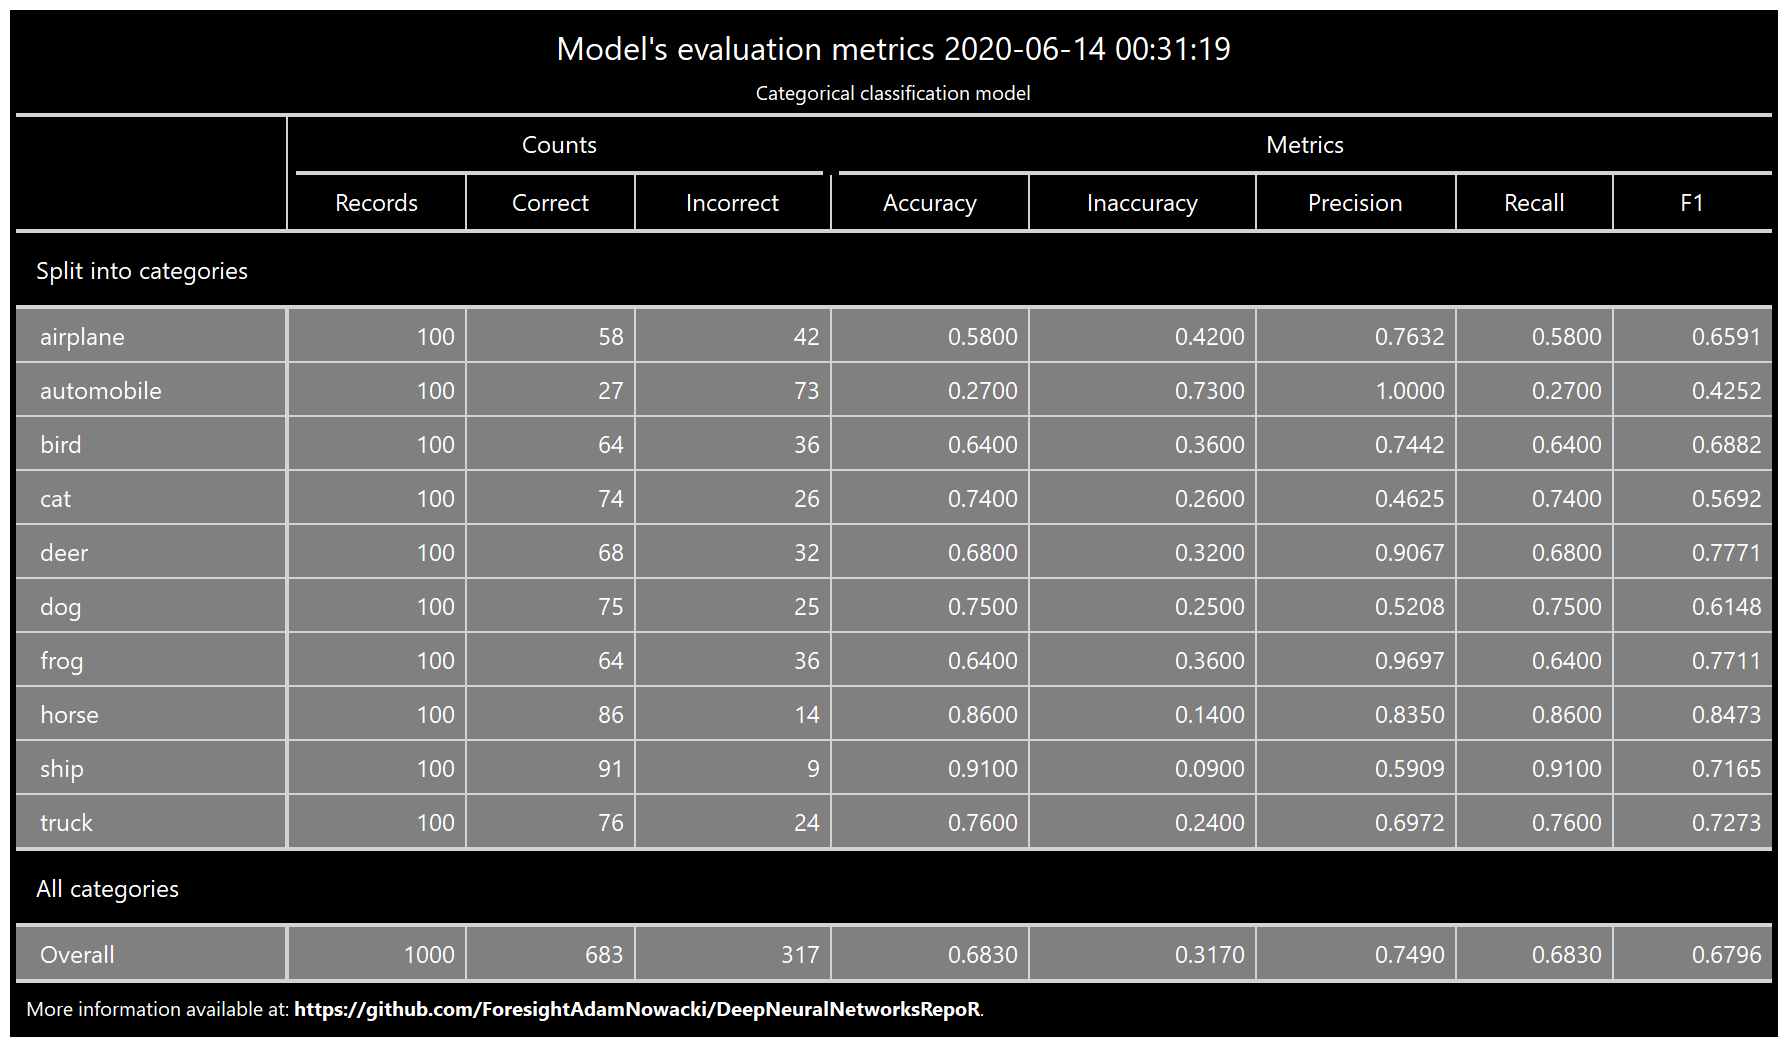 Model's evaluation metrics 2020-06-14 00:31:19
Categorical classification model
Counts Metrics
Records Correct Incorrect Accuracy Inaccuracy Precision Recall F1
Split into categories
airplane 100 58 42 0.5800 0.4200 0.7632 0.5800 0.6591
automobile 100 27 73 0.2700 0.7300 1.0000 0.2700 0.4252
bird 100 64 36 0.6400 0.3600 0.7442 0.6400 0.6882
cat 100 74 26 0.7400 0.2600 0.4625 0.7400 0.5692
deer 100 68 32 0.6800 0.3200 0.9067 0.6800 0.7771
dog 100 75 25 0.7500 0.2500 0.5208 0.7500 0.6148
frog 100 64 36 0.6400 0.3600 0.9697 0.6400 0.7711
horse 100 86 14 0.8600 0.1400 0.8350 0.8600 0.8473
ship 100 91 9 0.9100 0.0900 0.5909 0.9100 0.7165
truck 100 76 24 0.7600 0.2400 0.6972 0.7600 0.7273
All categories
Overall 1000 683 317 0.6830 0.3170 0.7490 0.6830 0.6796
More information available at: https://github.com/ForesightAdamNowacki/DeepNeuralNetworksRepoR.